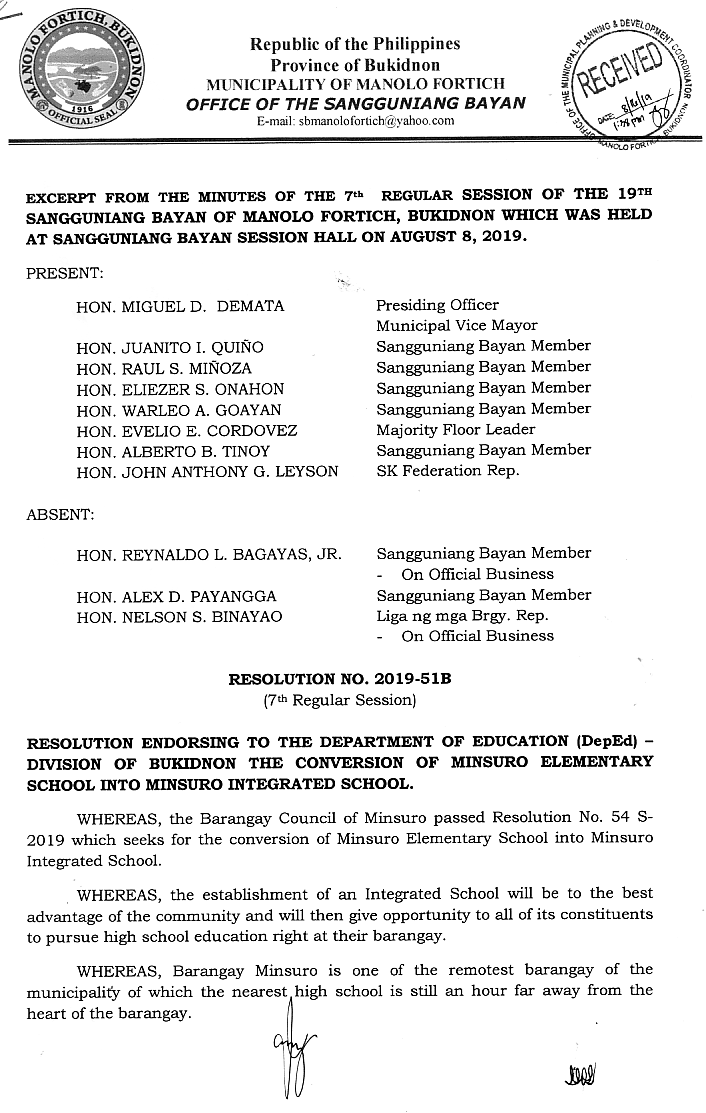 MANOLO FORTICH, BUKIDNON
1916
OFFICIAL SEAL
Republic of the Philippines
Province of Bukidnon
MUNICIPALITY OF MANOLO FORTICH
OFFICE OF THE SANGGUNIANG BAYAN
E-mail: sbmanolofortich@yahoo.com
OFFICE OF THE MUNICIPAL PLANNING & DEVELOPMENT COORDINATOR
RECEIVED
DATE
MANOLO FORTICH, BUKIDNON
EXCERPT FROM THE MINUTES OF THE 7th REGULAR SESSION OF THE 19TH
SANGGUNIANG BAYAN OF MANOLO FORTICH, BUKIDNON WHICH WAS HELD
AT SANGGUNIANG BAYAN SESSION HALL ON AUGUST 8, 2019.
PRESENT:
HON. MIGUEL D. DEMATA Presiding Officer
Municipal Vice Mayor
HON. JUANITO I. QUIÑO Sangguniang Bayan Member
HON. RAUL S. MIÑOZA Sangguniang Bayan Member
HON. ELIEZER S. ONAHON Sangguniang Bayan Member
HON. WARLEO A. GOAYAN Sangguniang Bayan Member
HON. EVELIO E. CORDOVEZ Majority Floor Leader
HON. ALBERTO B. TINOY Sangguniang Bayan Member
HON. JOHN ANTHONY G. LEYSON SK Federation Rep.
ABSENT:
HON. REYNALDO L. BAGAYAS, JR. Sangguniang Bayan Member
- On Official Business
HON. ALEX D. PAYANGGA Sangguniang Bayan Member
HON. NELSON S. BINAYAO Liga ng mga Brgy. Rep.
- On Official Business
RESOLUTION NO. 2019-51B
(7th Regular Session)
RESOLUTION ENDORSING TO THE DEPARTMENT OF EDUCATION (DepEd) –
DIVISION OF BUKIDNON THE CONVERSION OF MINSURO ELEMENTARY
SCHOOL INTO MINSURO INTEGRATED SCHOOL.
WHEREAS, the Barangay Council of Minsuro passed Resolution No. 54 S-
2019 which seeks for the conversion of Minsuro Elementary School into Minsuro
Integrated School.
WHEREAS, the establishment of an Integrated School will be to the best
advantage of the community and will then give opportunity to all of its constituents
to pursue high school education right at their barangay.
WHEREAS, Barangay Minsuro is one of the remotest barangay of the
municipality of which the nearest high school is still an hour far away from the
heart of the barangay.